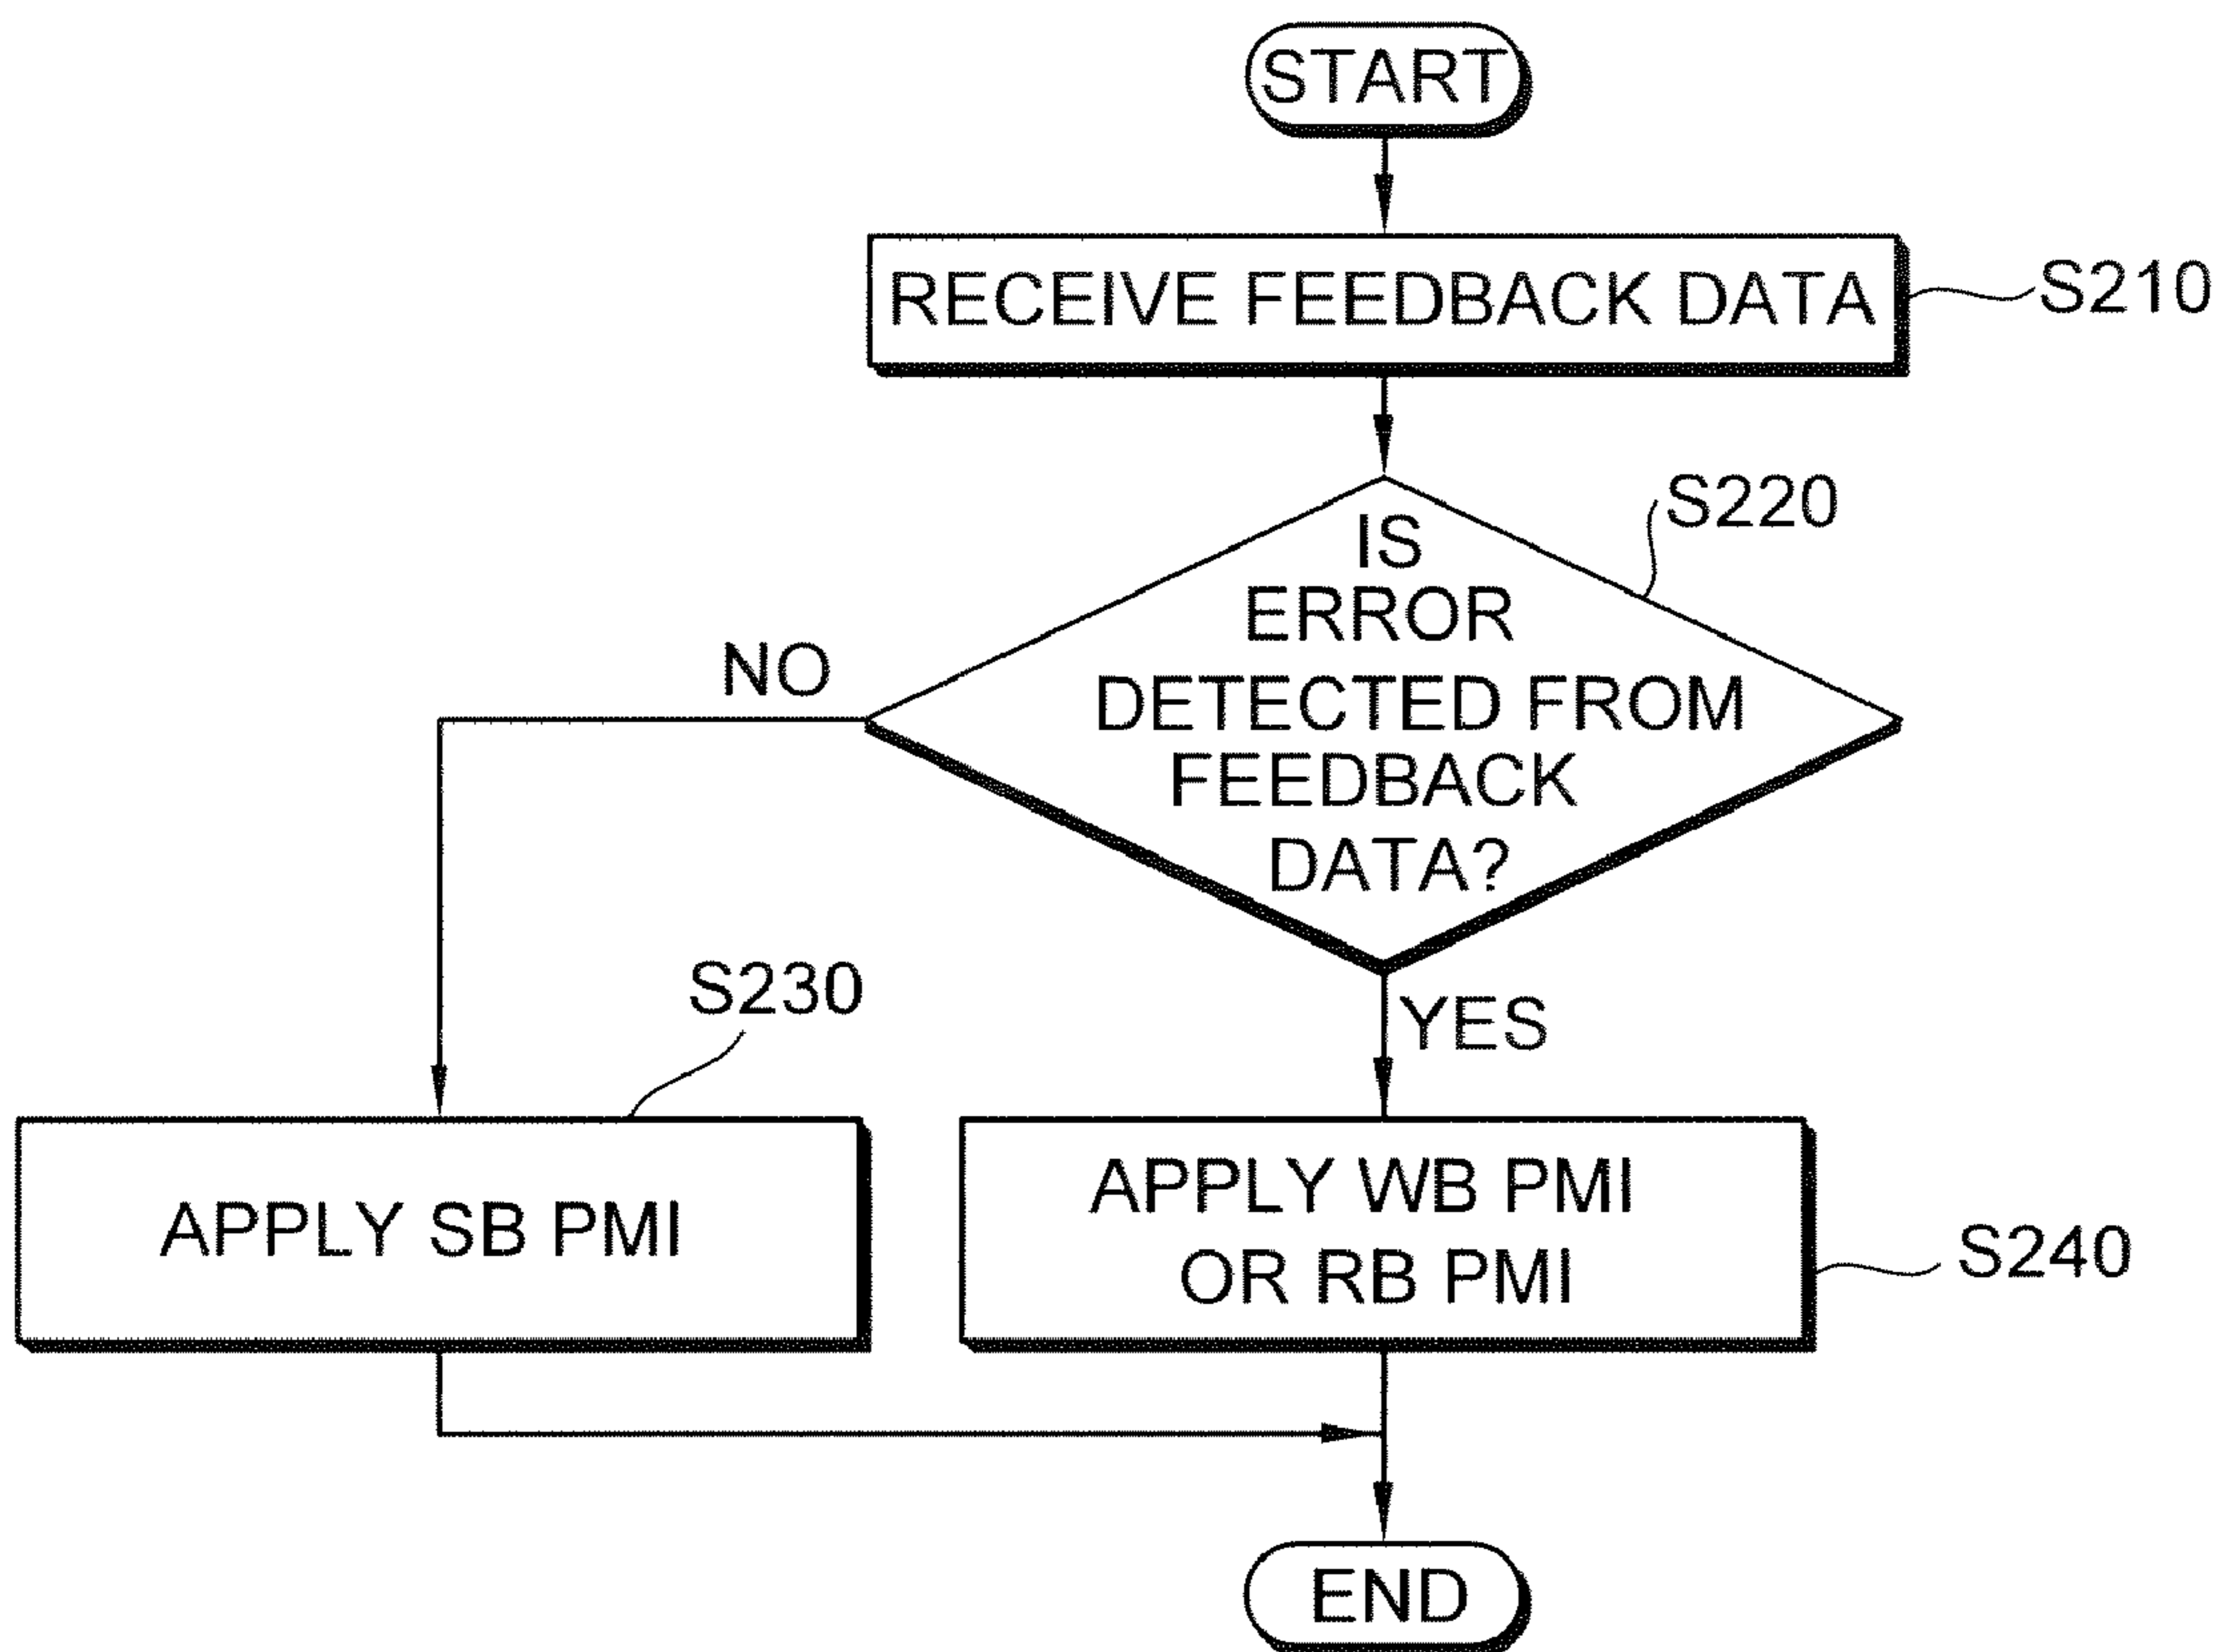 START
RECEIVE FEEDBACK DATA
S210
S220
IS
ERROR
DETECTED FROM
FEEDBACK
DATA?
NO
YES
S230
APPLY SB PMI
APPLY WB PMI
OR RB PMI
S240
END